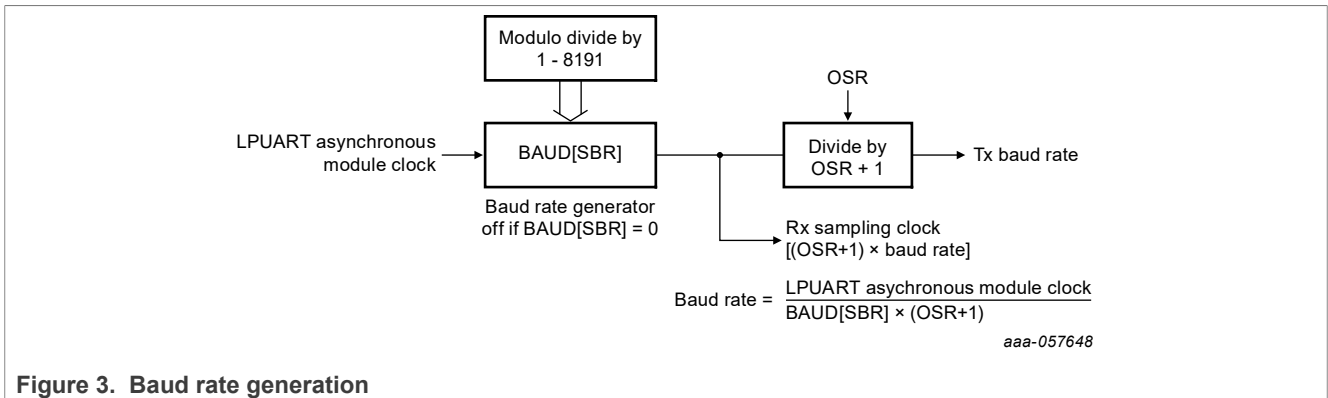 Modulo divide by
1 - 8191
OSR
LPUART asynchronous
module clock
BAUD[SBR]
Divide by
OSR + 1
Tx baud rate
Baud rate generator
off if BAUD[SBR] = 0
Rx sampling clock
[(OSR+1) × baud rate]
Baud rate =
LPUART asychronous module clock
BAUD[SBR] × (OSR+1)
aaa-057648
Figure 3. Baud rate generation